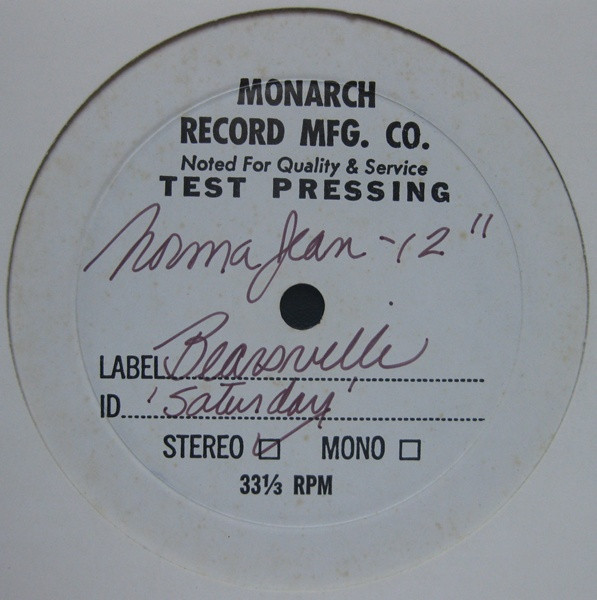 MONARCH
RECORD MFG. CO.
Noted For Quality & Service
TEST PRESSING
Norma Jean - 12"
LABEL Bearsville
ID 'Saturday'
STEREO ☑ MONO ☐
33⅓ RPM